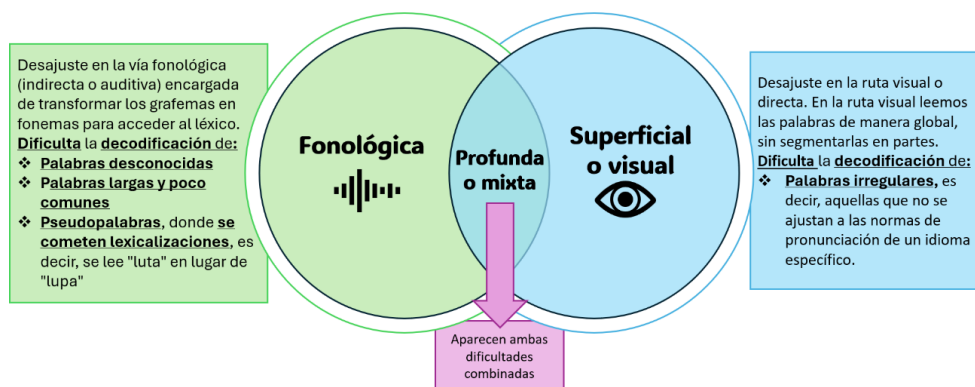 Desajuste en la vía fonológica
(indirecta o auditiva) encargada
de transformar los grafemas en
fonemas para acceder al léxico.
Dificulta la decodificación de:
❖ Palabras desconocidas
❖ Palabras largas y poco
comunes
❖ Pseudopalabras, donde se
cometen lexicalizaciones, es
decir, se lee "luta" en lugar de
"lupa"
Fonológica
Profunda
o mixta
Superficial
o visual
Desajuste en la ruta visual o
directa. En la ruta visual leemos
las palabras de manera global,
sin segmentarlas en partes.
Dificulta la decodificación de:
❖ Palabras irregulares, es
decir, aquellas que no se
ajustan a las normas de
pronunciación de un idioma
específico.
Aparecen ambas
dificultades
combinadas